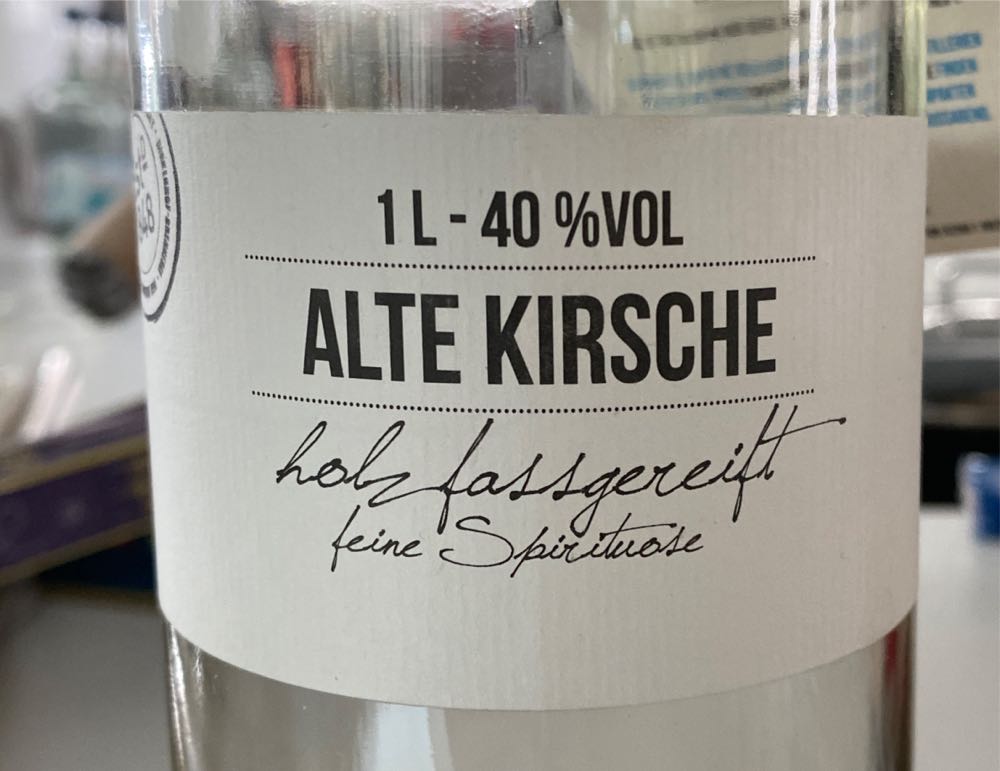 1 L - 40 %VOL
ALTE KIRSCHE
holzfassgereift
feine Spirituose